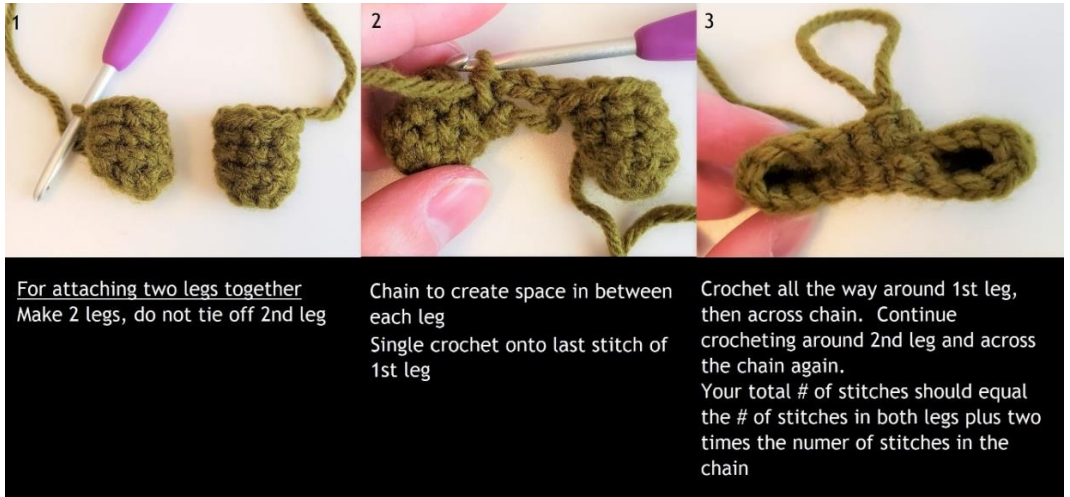 1
For attaching two legs together
Make 2 legs, do not tie off 2nd leg
2
Chain to create space in between
each leg
Single crochet onto last stitch of
1st leg
3
Crochet all the way around 1st leg,
then across chain. Continue
crocheting around 2nd leg and across
the chain again.
Your total # of stitches should equal
the # of stitches in both legs plus two
times the numer of stitches in the
chain